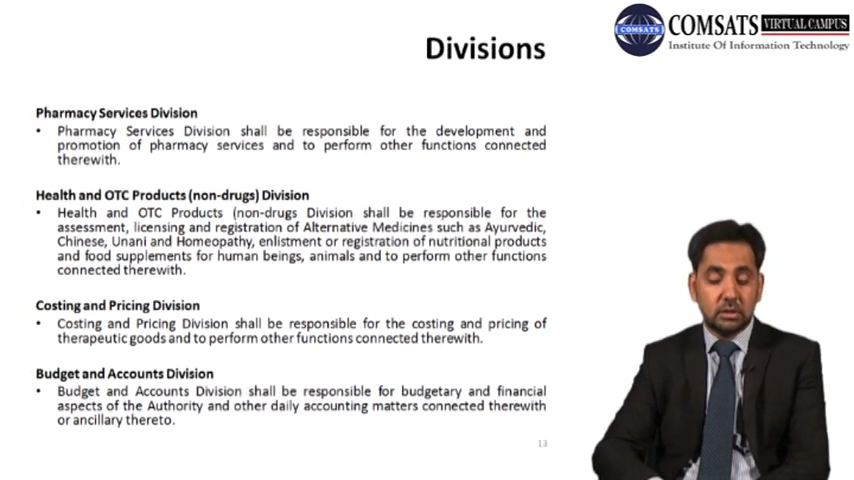 Divisions
COMSATS
COMSATS VIRTUAL CAMPUS
Institute Of Information Technology
Pharmacy Services Division
• Pharmacy Services Division shall be responsible for the development and
promotion of pharmacy services and to perform other functions connected
therewith.
Health and OTC Products (non-drugs) Division
• Health and OTC Products (non-drugs Division shall be responsible for the
assessment, licensing and registration of Alternative Medicines such as Ayurvedic,
Chinese, Unani and Homeopathy, enlistment or registration of nutritional products
and food supplements for human beings, animals and to perform other functions
connected therewith.
Costing and Pricing Division
• Costing and Pricing Division shall be responsible for the costing and pricing of
therapeutic goods and to perform other functions connected therewith.
Budget and Accounts Division
• Budget and Accounts Division shall be responsible for budgetary and financial
aspects of the Authority and other daily accounting matters connected therewith
or ancillary thereto.
13